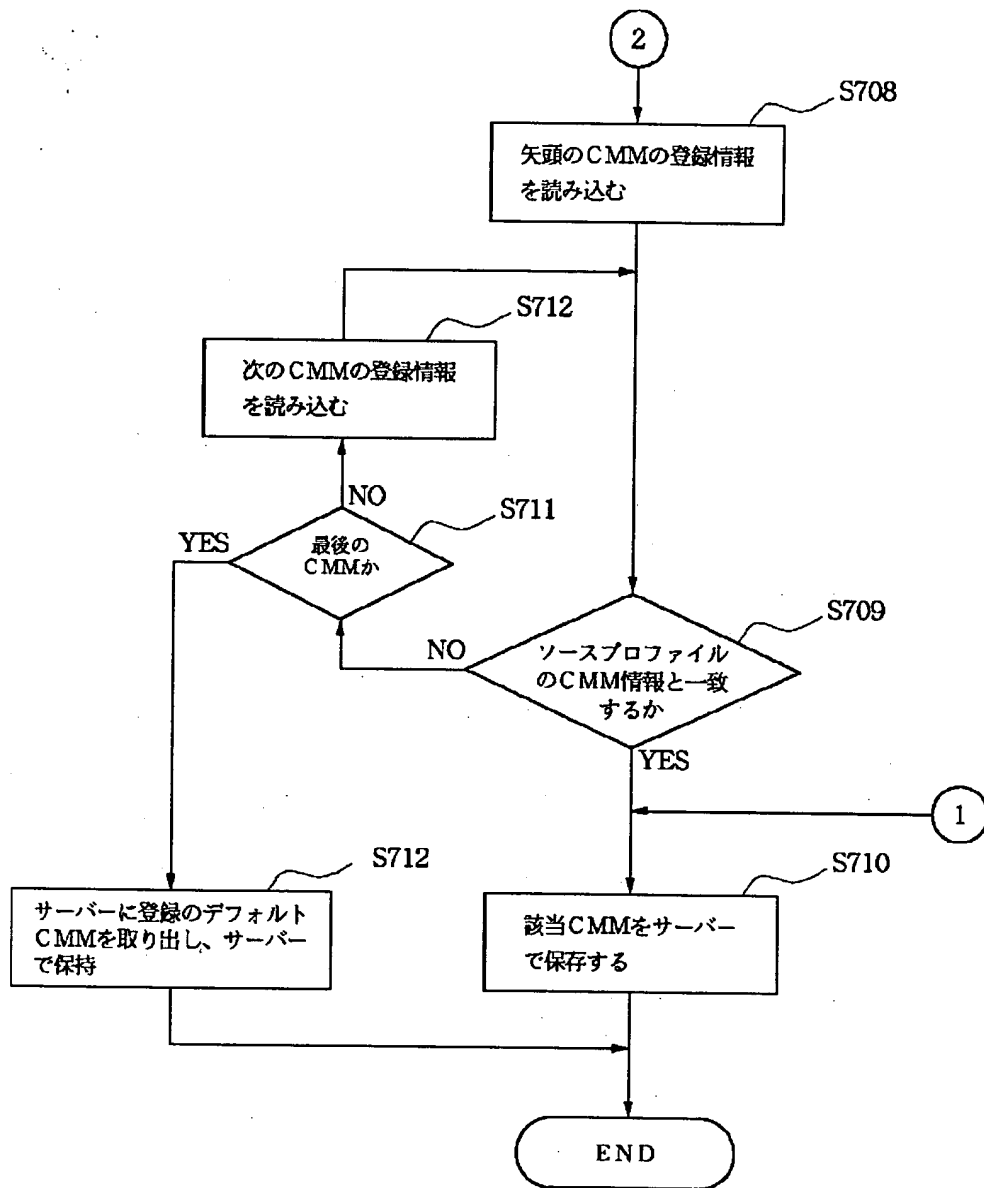 2
S708
矢頭のCMMの登録情報
を読み込む
S712
次のCMMの登録情報
を読み込む
NO
S711
YES
最後の
CMMか
S709
NO
ソースプロファイル
のCMM情報と一致
するか
YES
1
S712
S710
サーバーに登録のデフォルト
CMMを取り出し、サーバー
で保持
該当CMMをサーバー
で保存する
END